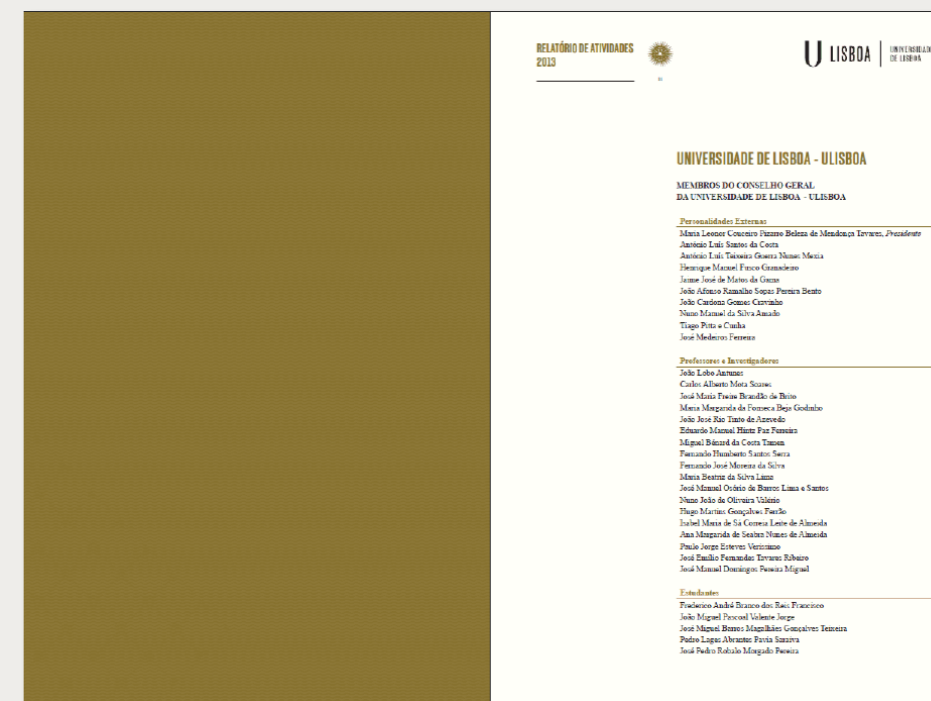 RELATÓRIO DE ATIVIDADES
2013
LISBOA
UNIVERSIDADE
DE LISBOA
UNIVERSIDADE DE LISBOA - ULISBOA
MEMBROS DO CONSELHO GERAL
DA UNIVERSIDADE DE LISBOA - ULISBOA
Personalidades Externas
Maria Leonor Couceiro Pizarro Beleza de Mendonça Tavares, Presidente
António Luís Santos da Costa
António Luís Teixeira Guerra Nunes Mexia
Henrique Manuel Fusco Granadeiro
Jaime José de Matos da Gama
João Afonso Ramalho Sopas Pereira Bento
João Cardona Gomes Cravinho
Nuno Manuel da Silva Amado
Tiago Pitta e Cunha
José Medeiros Ferreira
Professores e Investigadores
João Lobo Antunes
Carlos Alberto Mota Soares
José Maria Freire Brandão de Brito
Maria Margarida da Fonseca Beja Godinho
João José Rio Tinto de Azevedo
Eduardo Manuel Hintz Paz Ferreira
Miguel Bénard da Costa Tamen
Fernando Humberto Santos Serra
Fernando José Moreira da Silva
Maria Beatriz da Silva Lima
José Manuel Osório de Barros Lima e Santos
Nuno João de Oliveira Valério
Hugo Martins Gonçalves Ferrão
Isabel Maria de Sá Correia Leite de Almeida
Ana Margarida de Seabra Nunes de Almeida
Paulo Jorge Esteves Veríssimo
José Emílio Fernandes Tavares Ribeiro
José Manuel Domingos Pereira Miguel
Estudantes
Frederico André Branco dos Reis Francisco
João Miguel Pascoal Valente Jorge
José Miguel Barros Magalhães Gonçalves Teixeira
Pedro Lages Abrantes Pavia Saraiva
José Pedro Robalo Morgado Pereira